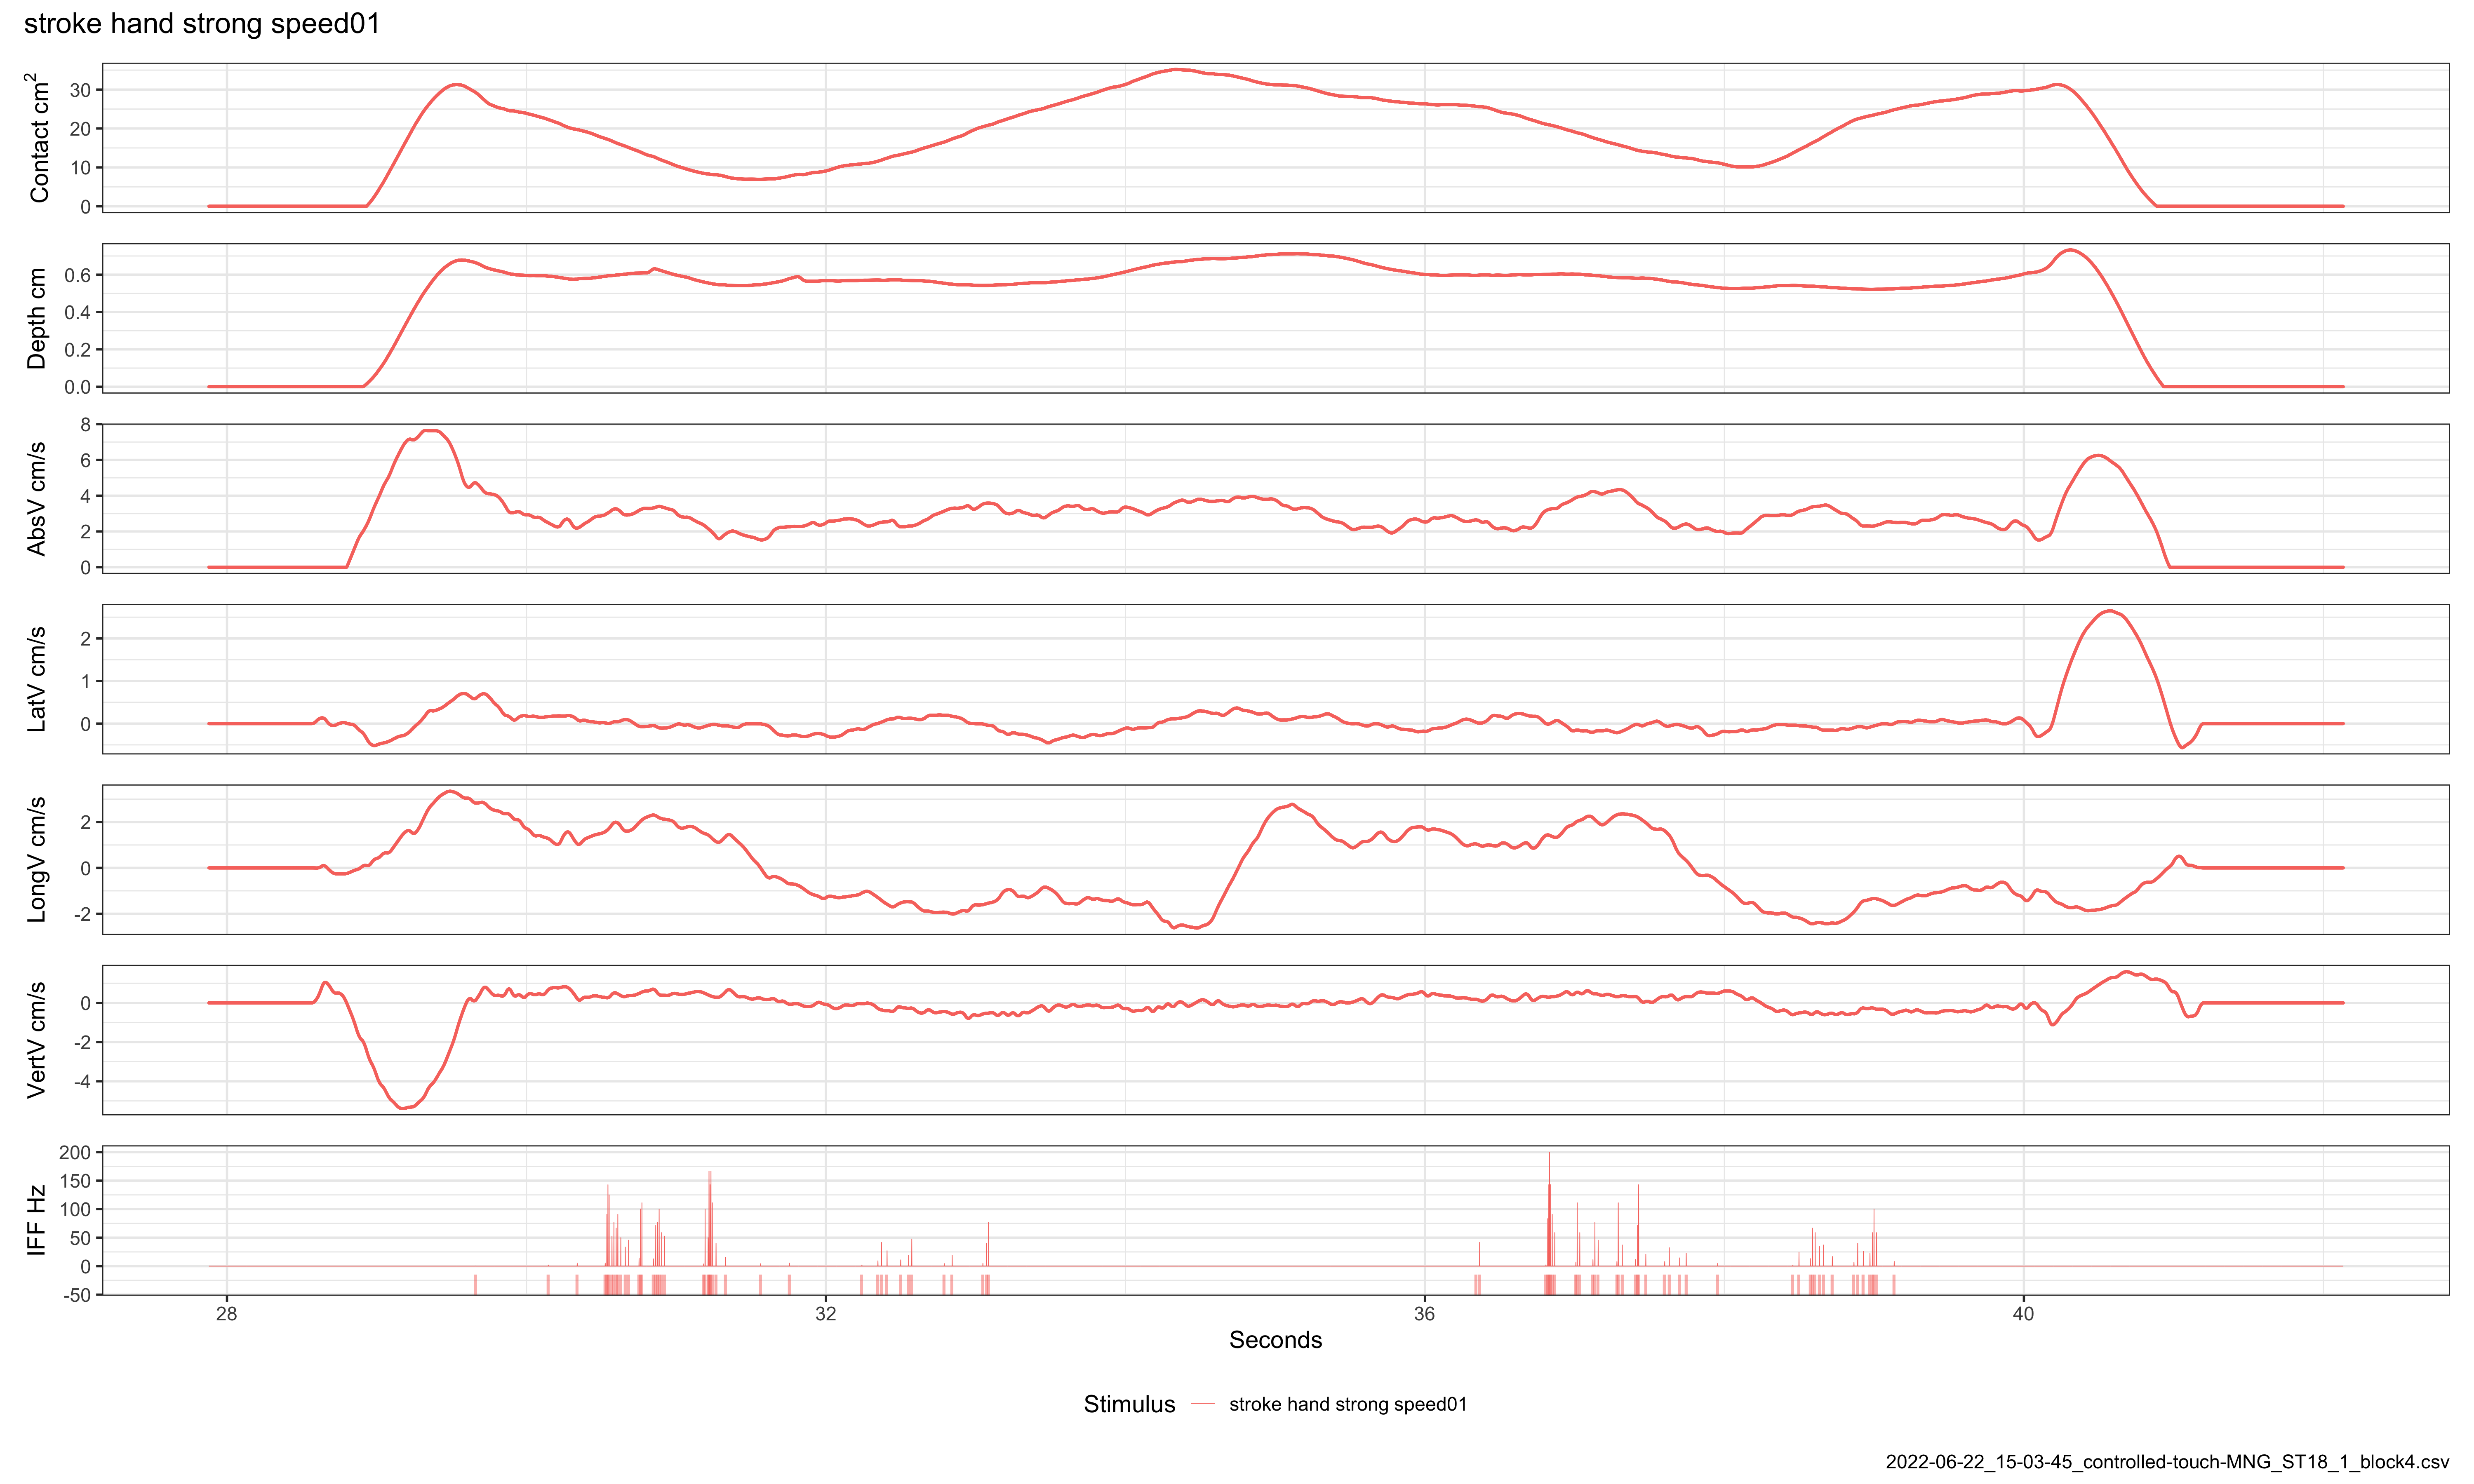 stroke hand strong speed01
Contact cm²
30
20
10
0
Depth cm
0.6
0.4
0.2
0.0
AbsV cm/s
8
6
4
2
0
LatV cm/s
2
1
0
LongV cm/s
2
0
-2
VertV cm/s
0
-2
-4
IFF Hz
200
150
100
50
0
-50
28 32 36 40
Seconds
Stimulus stroke hand strong speed01
2022-06-22_15-03-45_controlled-touch-MNG_ST18_1_block4.csv